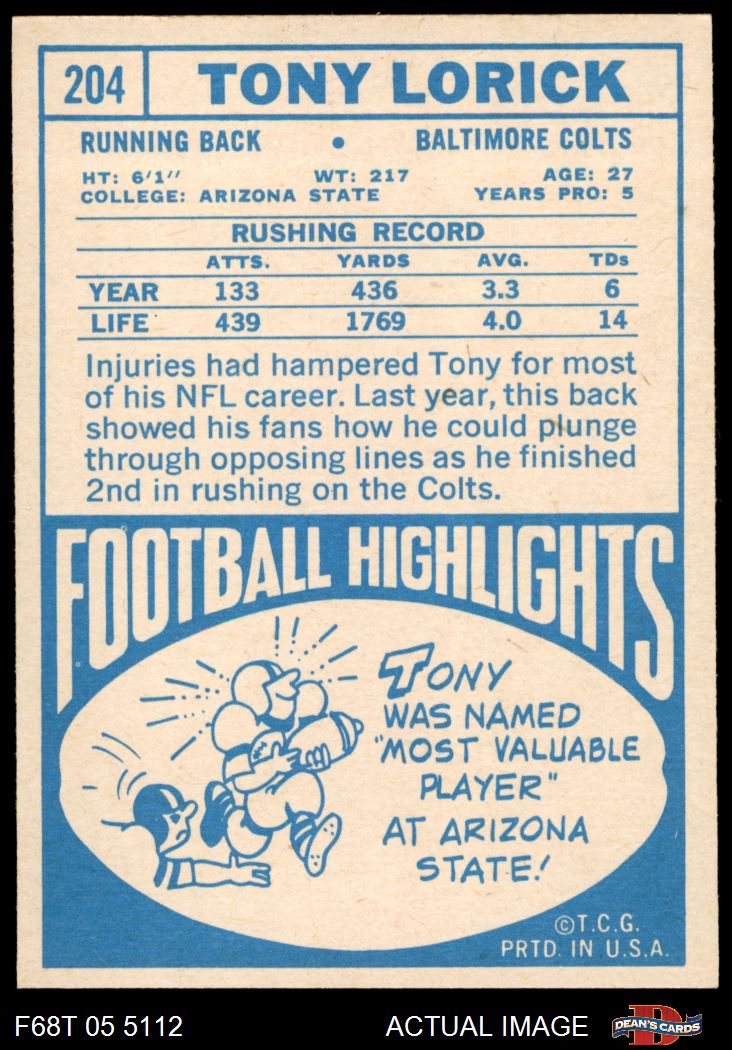 204 TONY LORICK
RUNNING BACK • BALTIMORE COLTS
HT: 6'1'' WT: 217 AGE: 27
COLLEGE: ARIZONA STATE YEARS PRO: 5
RUSHING RECORD
ATTS. YARDS AVG. TDs
YEAR 133 436 3.3 6
LIFE 439 1769 4.0 14
Injuries had hampered Tony for most
of his NFL career. Last year, this back
showed his fans how he could plunge
through opposing lines as he finished
2nd in rushing on the Colts.
FOOTBALL HIGHLIGHTS
TONY
WAS NAMED
"MOST VALUABLE
PLAYER"
AT ARIZONA
STATE!
©T.C.G.
PRTD. IN U.S.A.
F68T 05 5112 ACTUAL IMAGE D DEAN'S CARDS